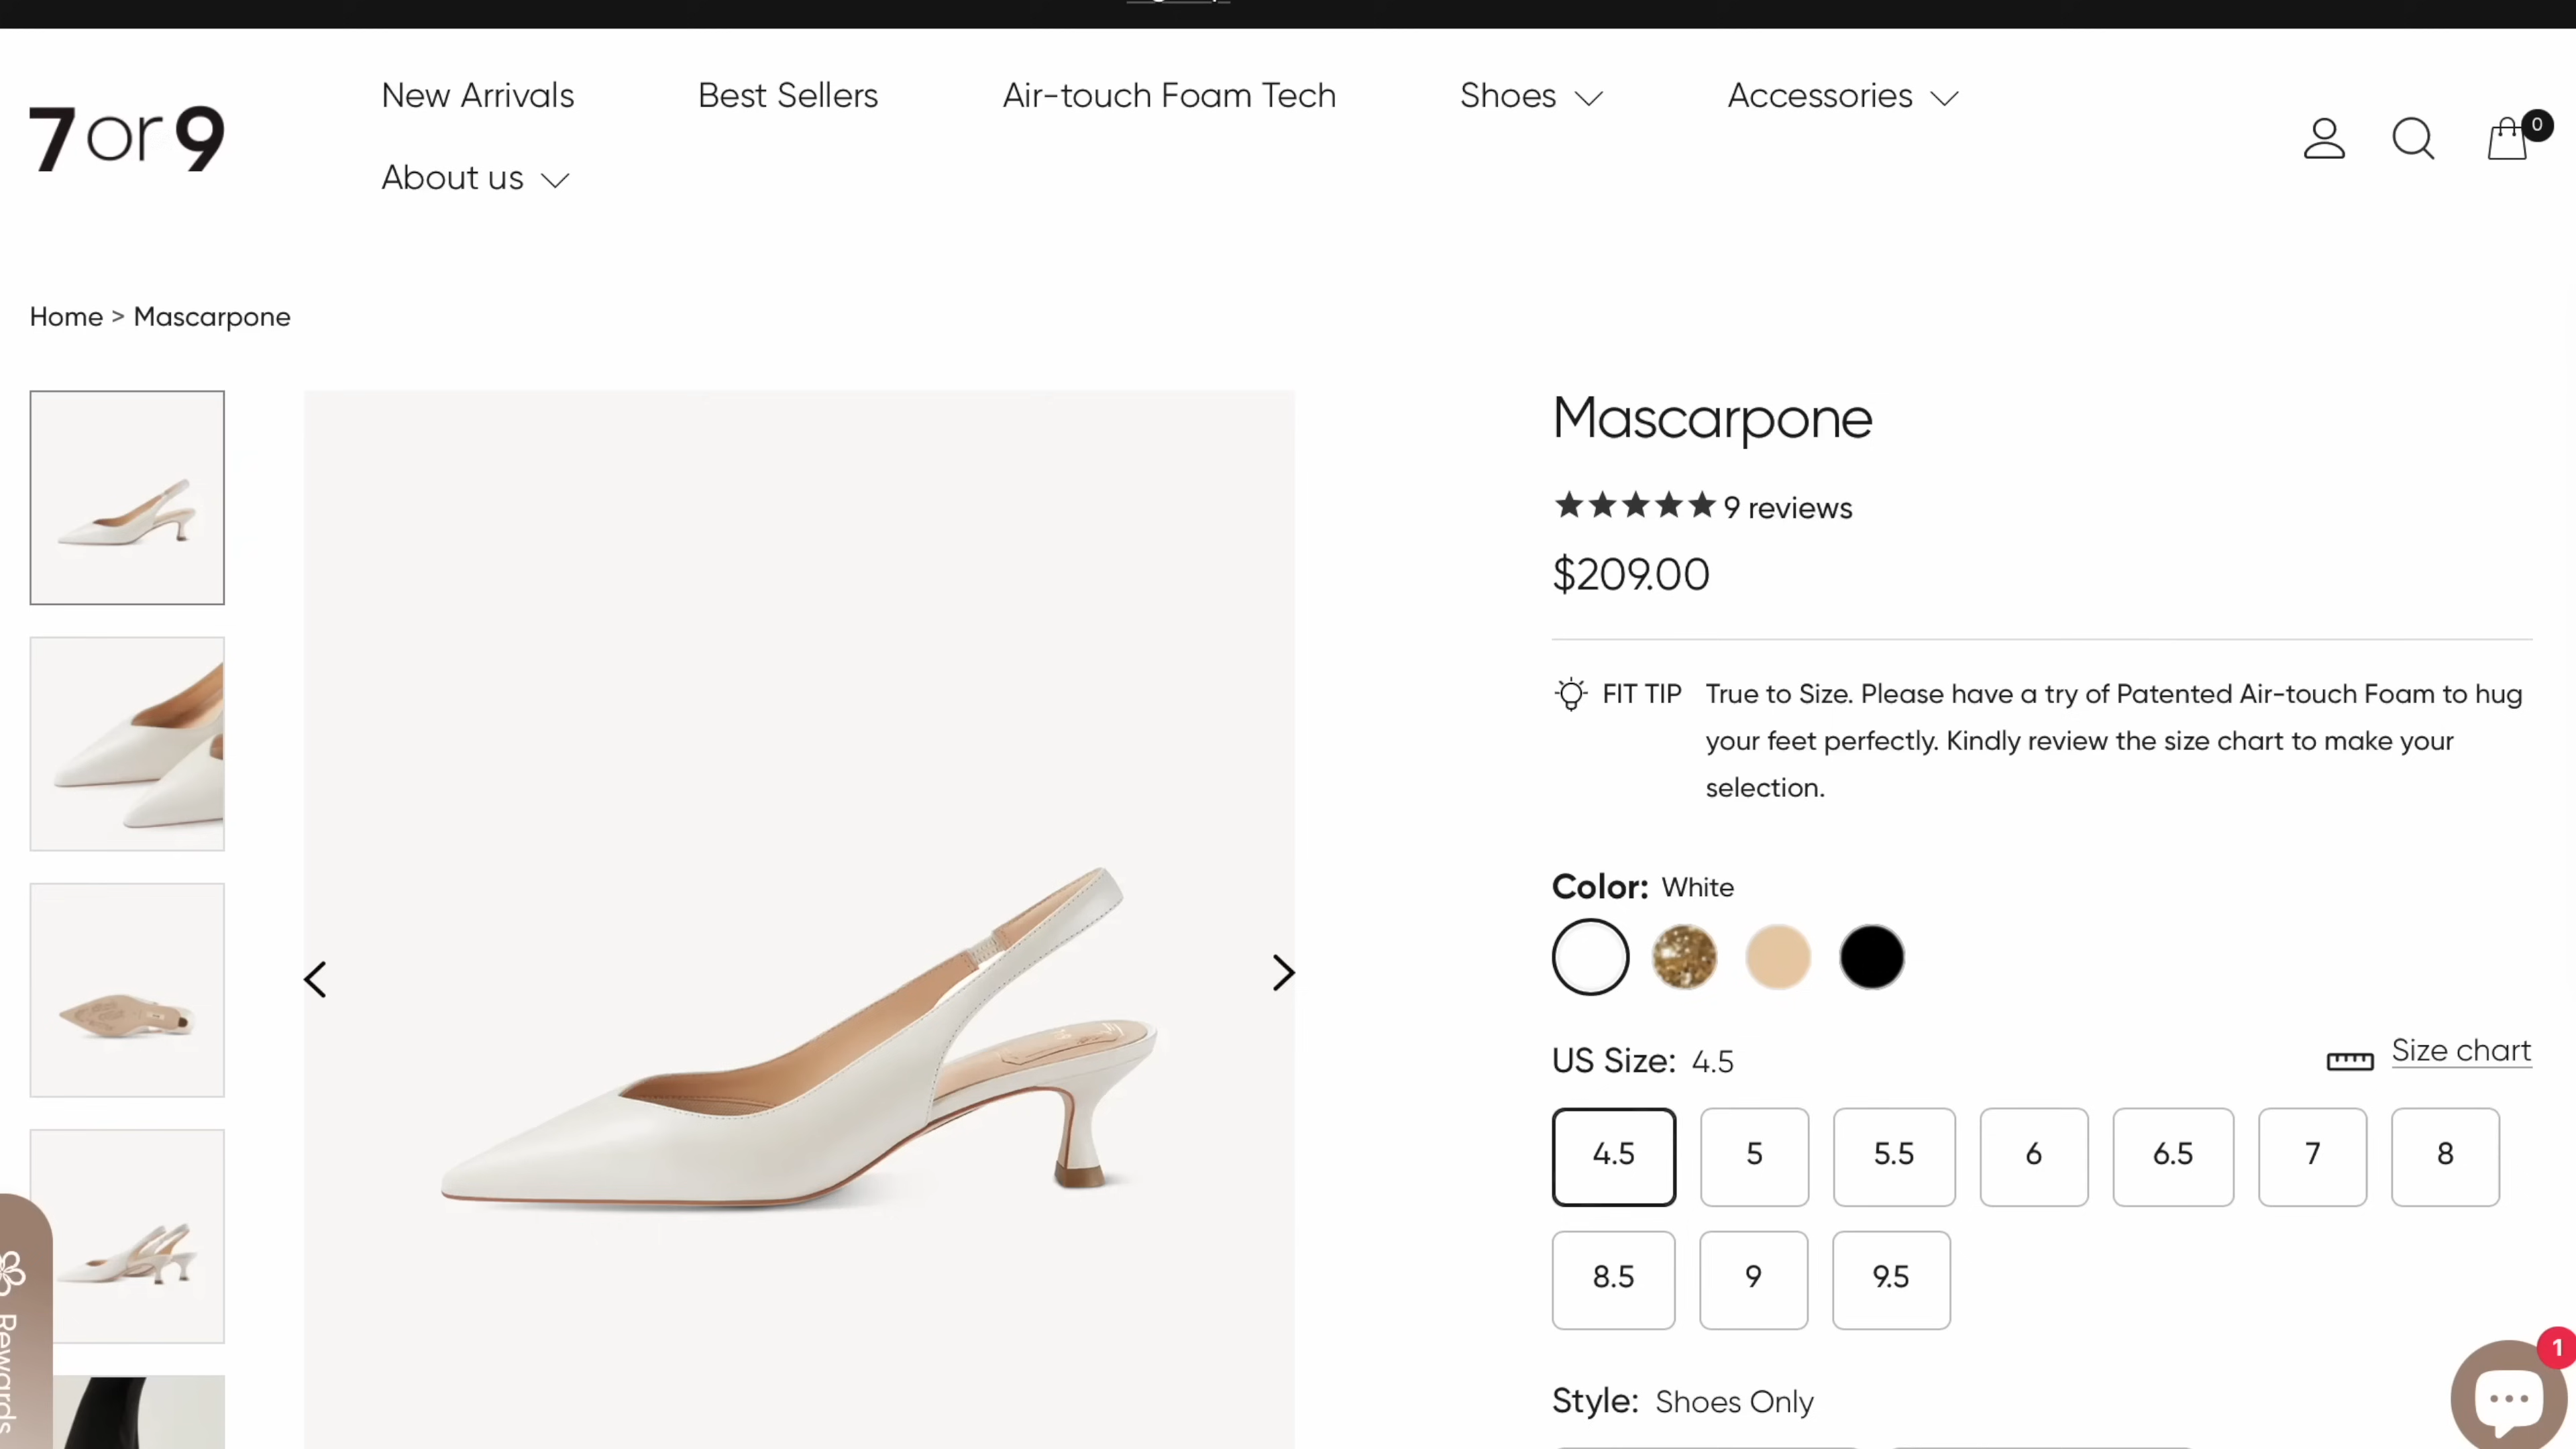 7or9
New Arrivals
Best Sellers
Air-touch Foam Tech
Shoes
Accessories
About us
0
Home > Mascarpone
Mascarpone
9 reviews
$209.00
FIT TIP
True to Size. Please have a try of Patented Air-touch Foam to hug
your feet perfectly. Kindly review the size chart to make your
selection.
Color: White
US Size: 4.5
Size chart
4.5
5
5.5
6
6.5
7
8
8.5
9
9.5
Style: Shoes Only
Rewards
1